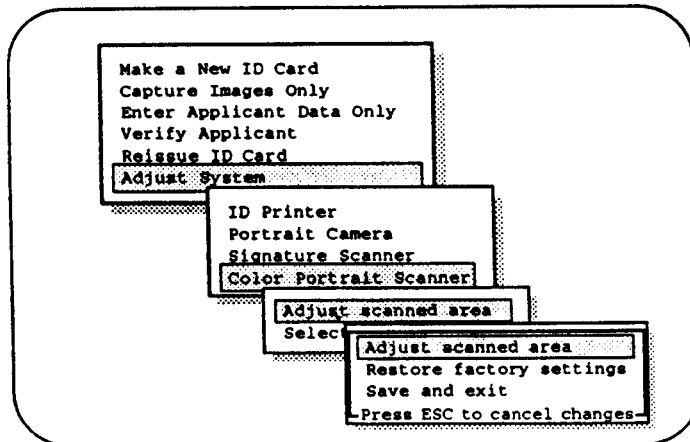 Make a New ID Card
Capture Images Only
Enter Applicant Data Only
Verify Applicant
Reissue ID Card
Adjust System
ID Printer
Portrait Camera
Signature Scanner
Color Portrait Scanner
Adjust scanned area
Select
Adjust scanned area
Restore factory settings
Save and exit
Press ESC to cancel changes